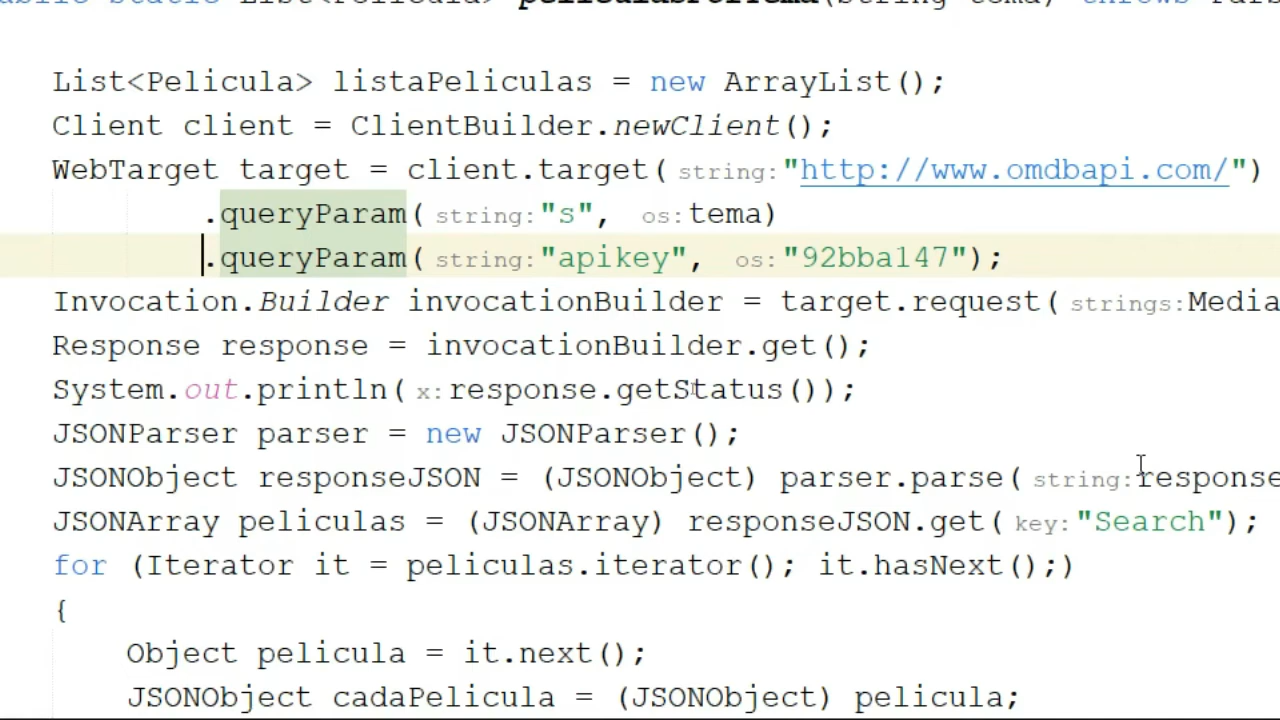 List<Pelicula> listaPeliculas = new ArrayList();
Client client = ClientBuilder.newClient();
WebTarget target = client.target( string: "http://www.omdbapi.com/")
.queryParam( string: "s", os: tema)
.queryParam( string: "apikey", os: "92bba147");
Invocation.Builder invocationBuilder = target.request( strings: Media
Response response = invocationBuilder.get();
System.out.println( x: response.getStatus());
JSONParser parser = new JSONParser();
JSONObject responseJSON = (JSONObject) parser.parse( string: response
JSONArray peliculas = (JSONArray) responseJSON.get( key: "Search");
for (Iterator it = peliculas.iterator(); it.hasNext();)
{
Object pelicula = it.next();
JSONObject cadaPelicula = (JSONObject) pelicula;